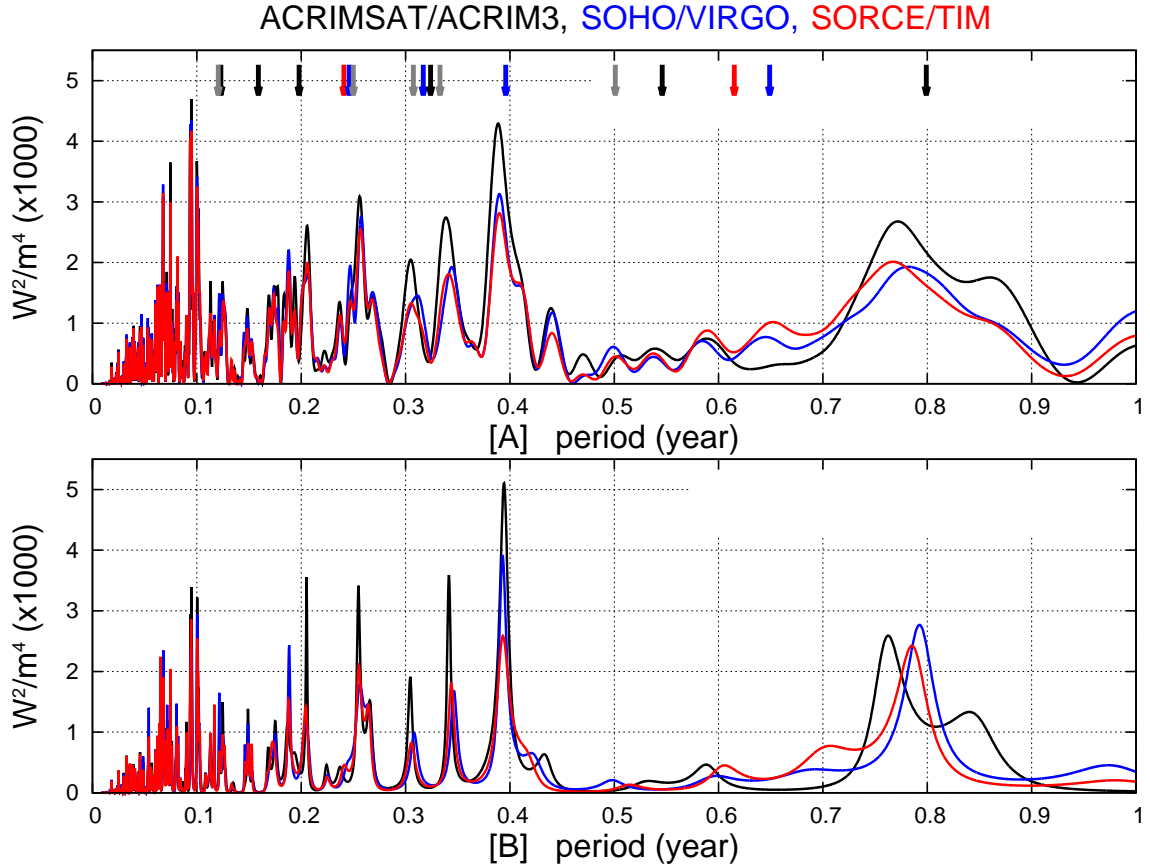 ACRIMSAT/ACRIM3, SOHO/VIRGO, SORCE/TIM
W²/m⁴ (x1000)
5
4
3
2
1
0
0 0.1 0.2 0.3 0.4 0.5 0.6 0.7 0.8 0.9 1
[A] period (year)
W²/m⁴ (x1000)
5
4
3
2
1
0
0 0.1 0.2 0.3 0.4 0.5 0.6 0.7 0.8 0.9 1
[B] period (year)